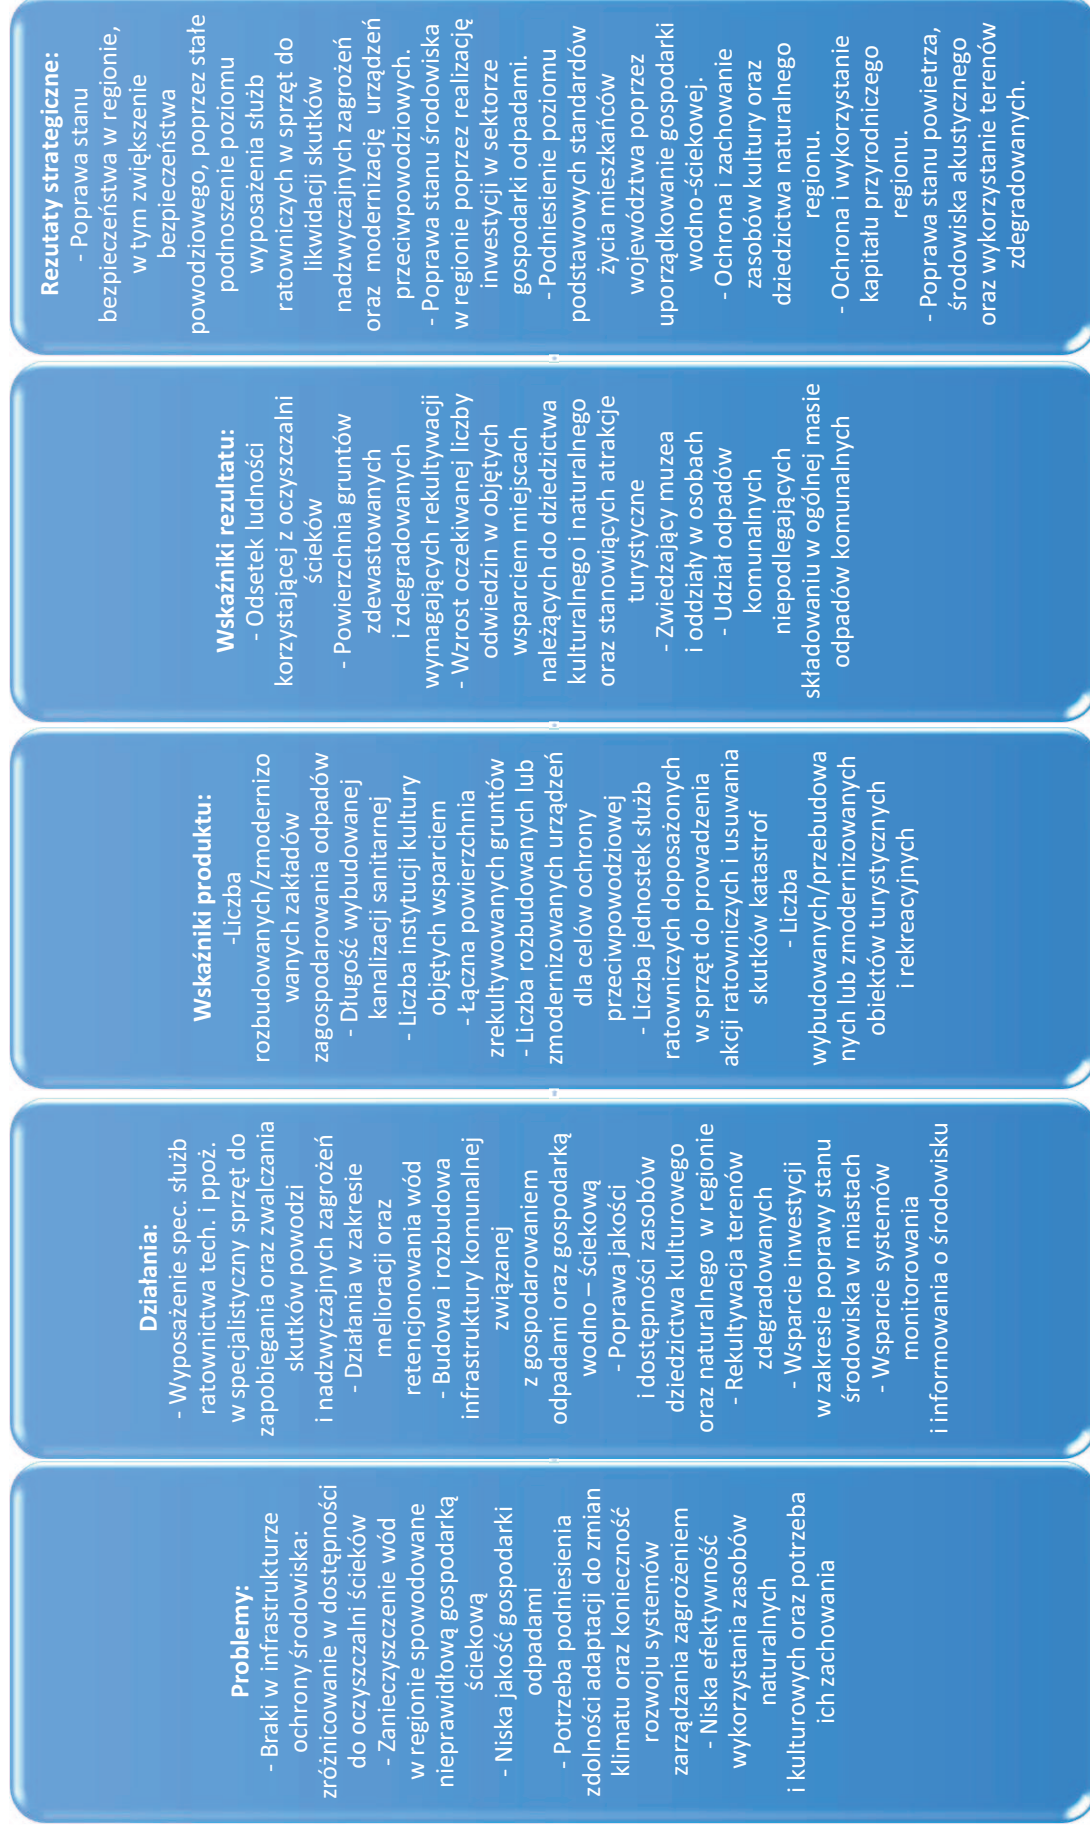 Problemy:
- Braki w infrastrukturze
ochrony środowiska:
zróżnicowanie w dostępności
do oczyszczalni ścieków
- Zanieczyszczenie wód
w regionie spowodowane
nieprawidłową gospodarką
ściekową
- Niska jakość gospodarki
odpadami
- Potrzeba podniesienia
zdolności adaptacji do zmian
klimatu oraz konieczność
rozwoju systemów
zarządzania zagrożeniem
- Niska efektywność
wykorzystania zasobów
naturalnych
i kulturowych oraz potrzeba
ich zachowania
Działania:
- Wyposażenie spec. służb
ratownictwa tech. i ppoż.
w specjalistyczny sprzęt do
zapobiegania oraz zwalczania
skutków powodzi
i nadzwyczajnych zagrożeń
- Działania w zakresie
melioracji oraz
retencjonowania wód
- Budowa i rozbudowa
infrastruktury komunalnej
związanej
z gospodarowaniem
odpadami oraz gospodarką
wodno – ściekową
- Poprawa jakości
i dostępności zasobów
dziedzictwa kulturowego
oraz naturalnego w regionie
- Rekultywacja terenów
zdegradowanych
- Wsparcie inwestycji
w zakresie poprawy stanu
środowiska w miastach
- Wsparcie systemów
monitorowania
i informowania o środowisku
Wskaźniki produktu:
-Liczba
rozbudowanych/zmodernizo
wanych zakładów
zagospodarowania odpadów
- Długość wybudowanej
kanalizacji sanitarnej
- Liczba instytucji kultury
objętych wsparciem
- Łączna powierzchnia
zrekultywowanych gruntów
- Liczba rozbudowanych lub
zmodernizowanych urządzeń
dla celów ochrony
przeciwpowodziowej
- Liczba jednostek służb
ratowniczych doposażonych
w sprzęt do prowadzenia
akcji ratowniczych i usuwania
skutków katastrof
- Liczba
wybudowanych/przebudowa
nych lub zmodernizowanych
obiektów turystycznych
i rekreacyjnych
Wskaźniki rezultatu:
- Odsetek ludności
korzystającej z oczyszczalni
ścieków
- Powierzchnia gruntów
zdewastowanych
i zdegradowanych
wymagających rekultywacji
- Wzrost oczekiwanej liczby
odwiedzin w objętych
wsparciem miejscach
należących do dziedzictwa
kulturalnego i naturalnego
oraz stanowiących atrakcje
turystyczne
- Zwiedzający muzea
i oddziały w osobach
- Udział odpadów
komunalnych
niepodlegających
składowaniu w ogólnej masie
odpadów komunalnych
Rezutaty strategiczne:
- Poprawa stanu
bezpieczeństwa w regionie,
w tym zwiększenie
bezpieczeństwa
powodziowego, poprzez stałe
podnoszenie poziomu
wyposażenia służb
ratowniczych w sprzęt do
likwidacji skutków
nadzwyczajnych zagrożeń
oraz modernizację urządzeń
przeciwpowodziowych.
- Poprawa stanu środowiska
w regionie poprzez realizację
inwestycji w sektorze
gospodarki odpadami.
- Podniesienie poziomu
podstawowych standardów
życia mieszkańców
województwa poprzez
uporządkowanie gospodarki
wodno-ściekowej.
- Ochrona i zachowanie
zasobów kultury oraz
dziedzictwa naturalnego
regionu.
- Ochrona i wykorzystanie
kapitału przyrodniczego
regionu.
- Poprawa stanu powietrza,
środowiska akustycznego
oraz wykorzystanie terenów
zdegradowanych.